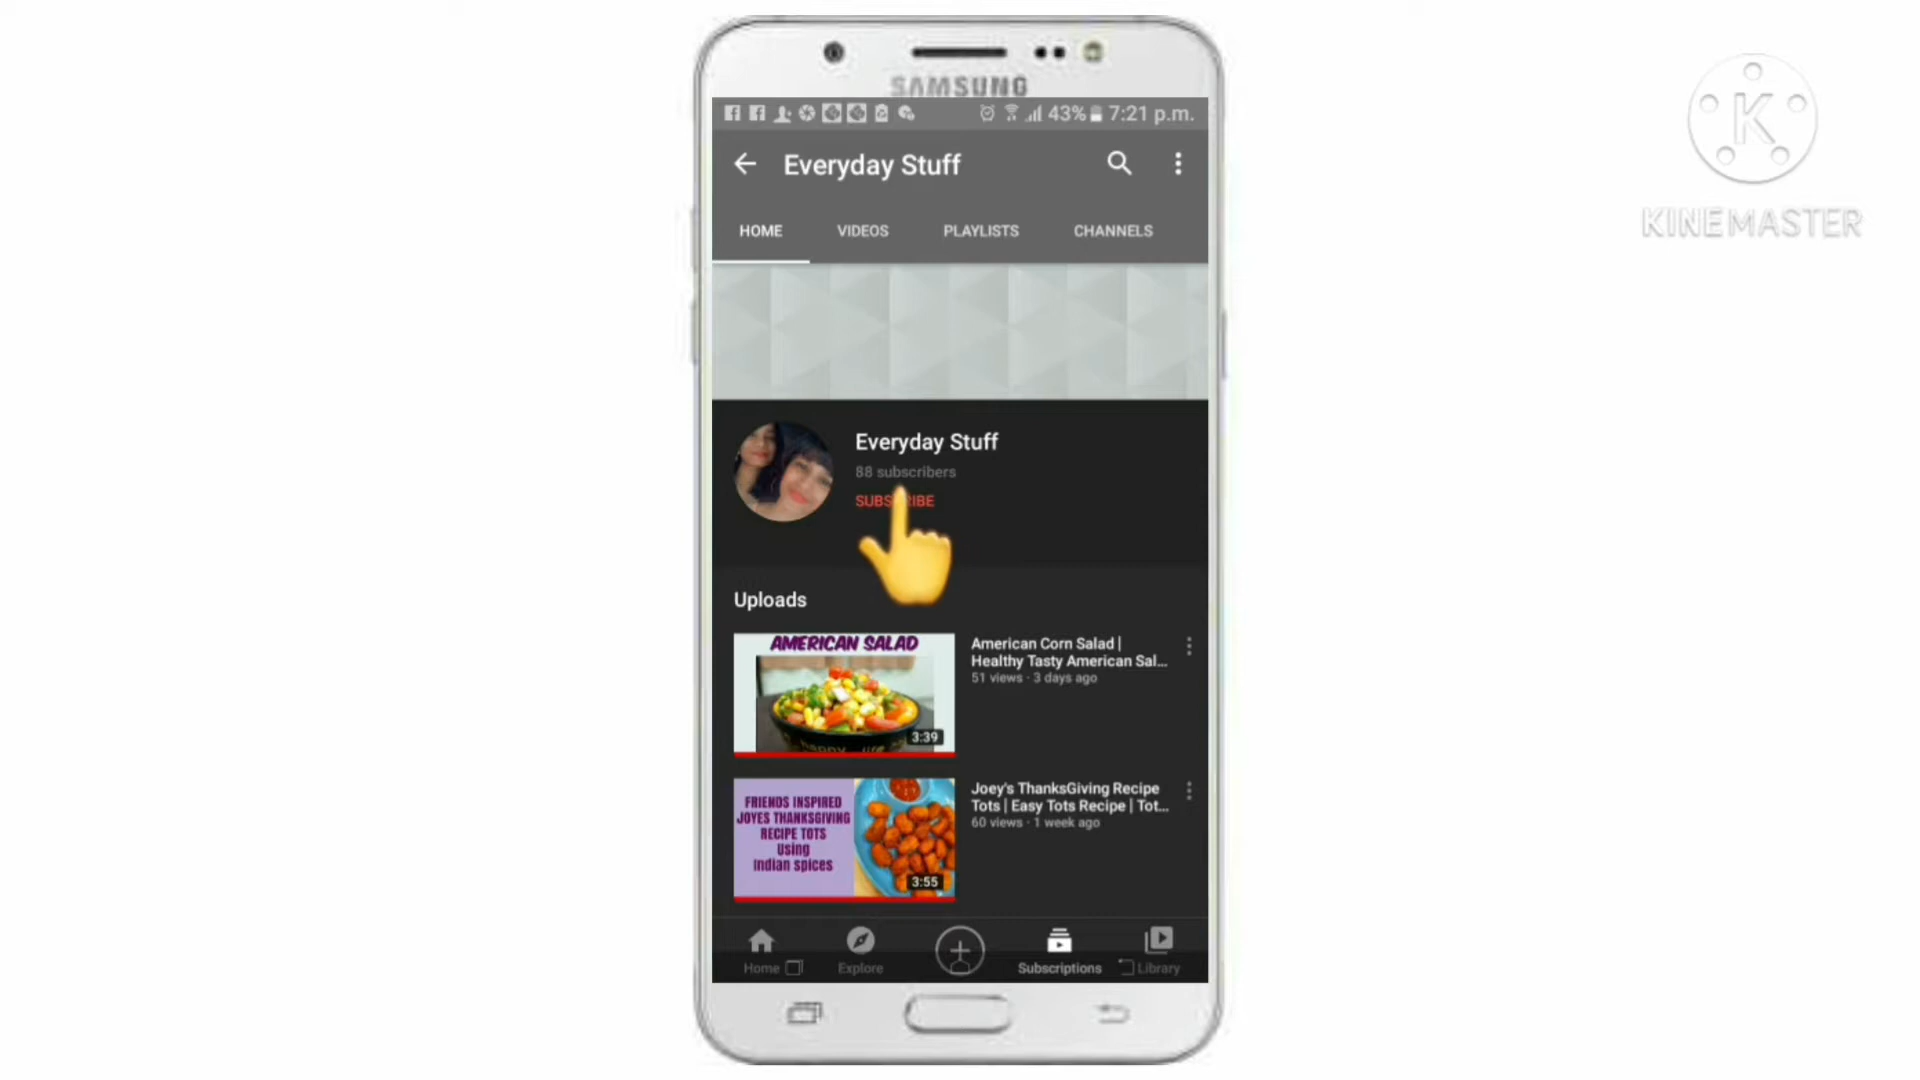 SAMSUNG
43% 7:21 p.m.
Everyday Stuff
HOME VIDEOS PLAYLISTS CHANNELS
K
KINEMASTER
Everyday Stuff
88 subscribers
SUBSCRIBE
Uploads
AMERICAN SALAD
3:39
American Corn Salad |
Healthy Tasty American Sal...
51 views · 3 days ago
FRIENDS INSPIRED
JOYES THANKSGIVING
RECIPE TOTS
Using
Indian spices
3:55
Joey's ThanksGiving Recipe
Tots | Easy Tots Recipe | Tot...
60 views · 1 week ago
Home Explore Subscriptions Library